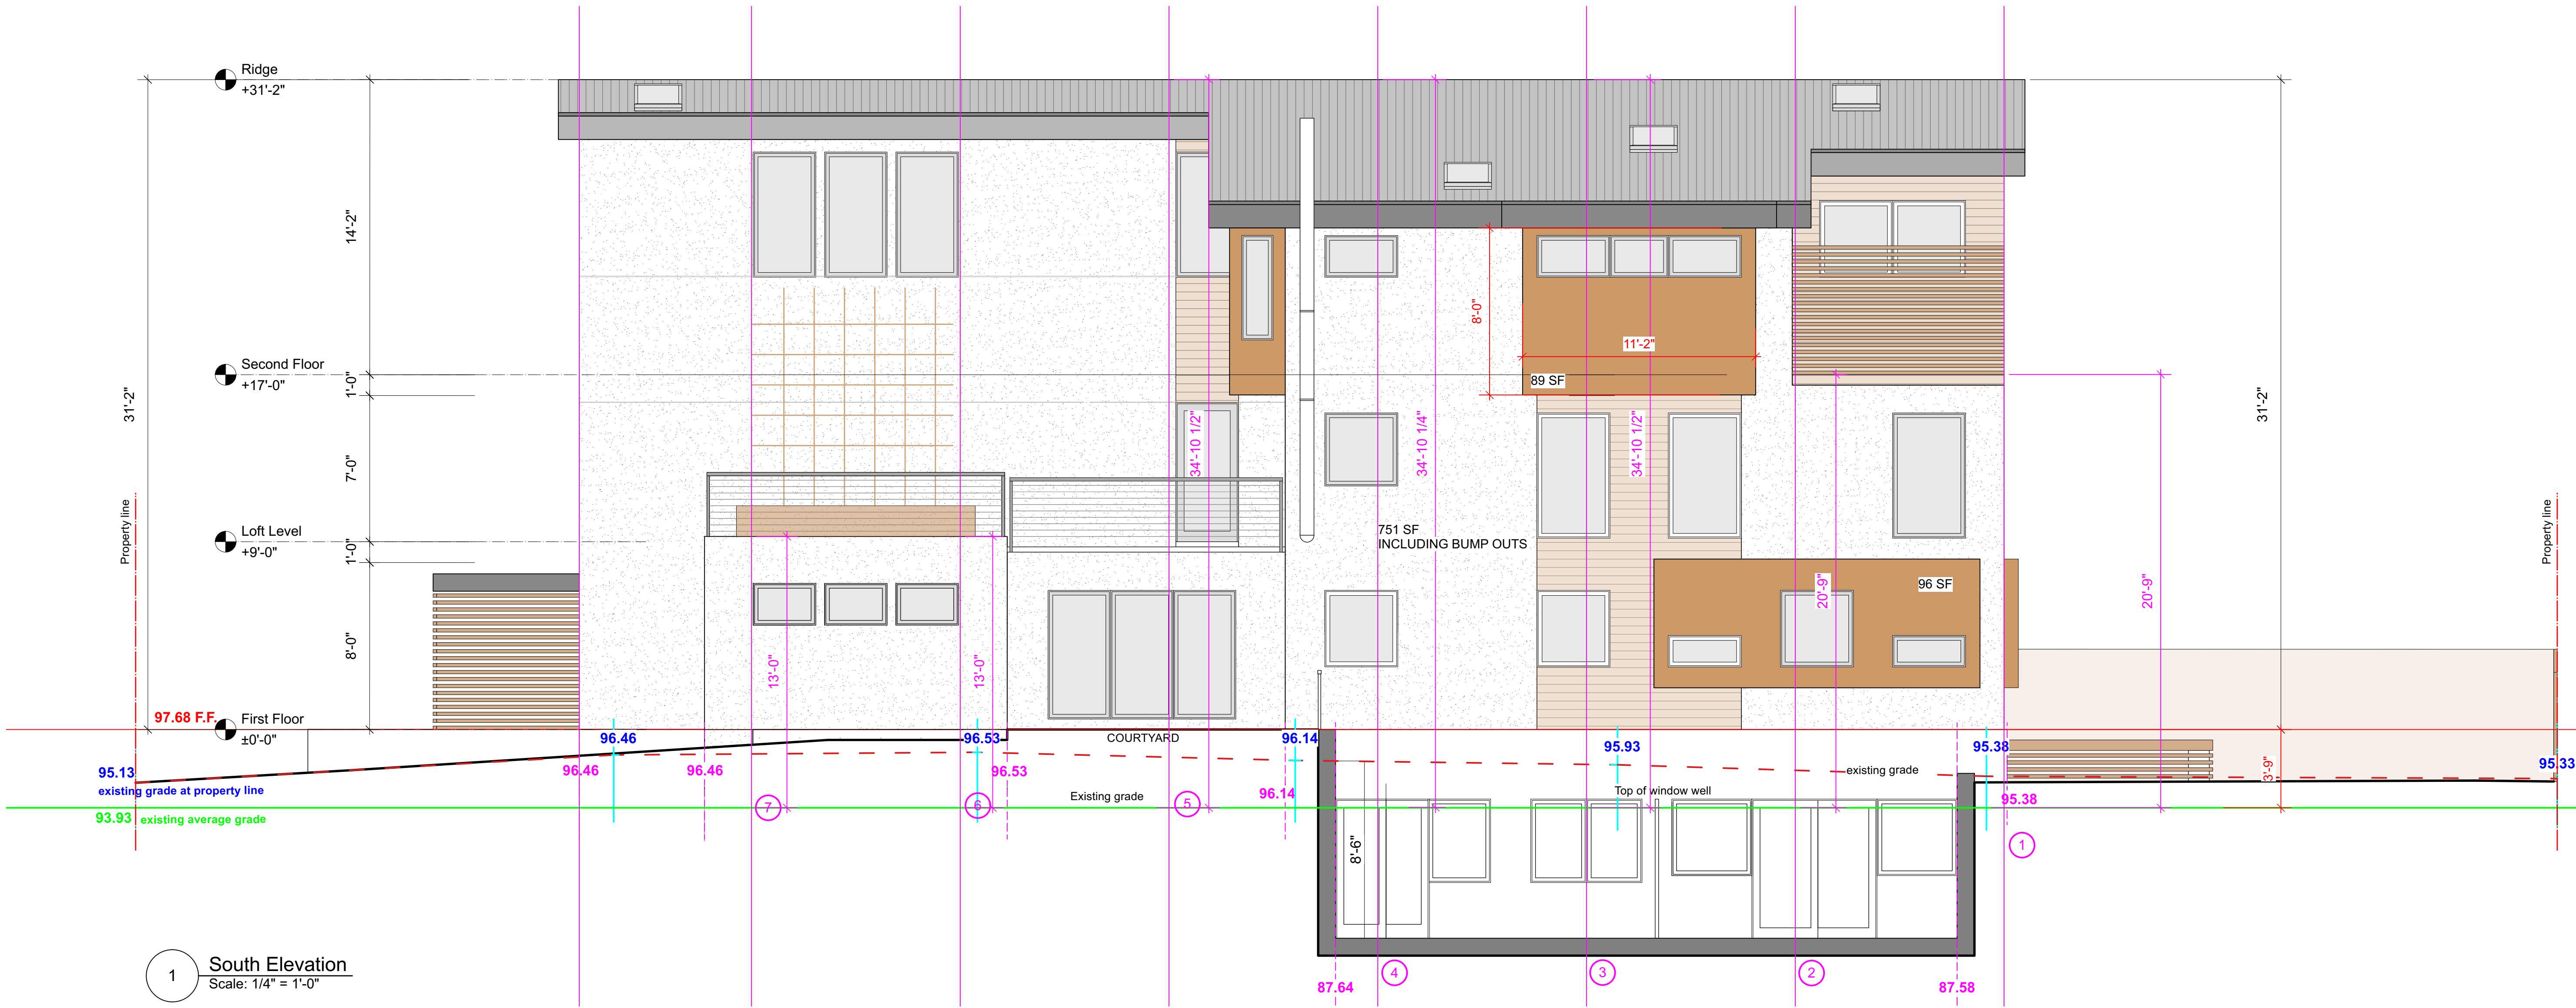 Ridge
+31'-2"
14'-2"
Second Floor
+17'-0"
1'-0"
31'-2"
7'-0"
Property line
Loft Level
+9'-0"
1'-0"
8'-0"
97.68 F.F.
First Floor
±0'-0"
95.13
existing grade at property line
93.93 existing average grade
96.46
96.46
96.46
13'-0"
7
96.53
96.53
13'-0"
6
COURTYARD
Existing grade
5
34'-10 1/2"
96.14
96.14
34'-10 1/4"
8'-0"
11'-2"
89 SF
34'-10 1/2"
751 SF
INCLUDING BUMP OUTS
96 SF
20'-9"
20'-9"
31'-2"
Property line
95.93
95.38
existing grade
Top of window well
95.38
3'-9"
95.33
8'-6"
1
4
3
2
87.64
87.58
1
South Elevation
Scale: 1/4" = 1'-0"